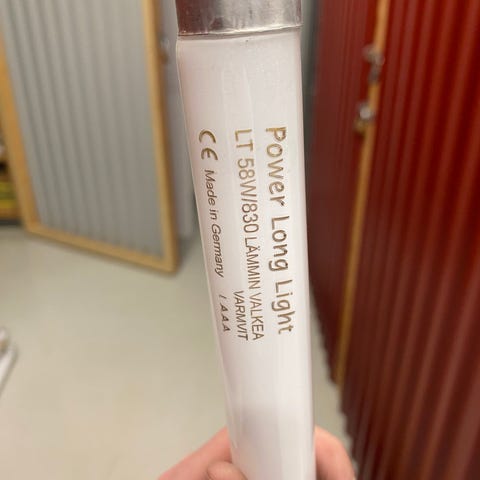 Power Long Light
LT 58W/830 LÄMMIN VALKEA
VARMVIT
CE Made in Germany / A A A